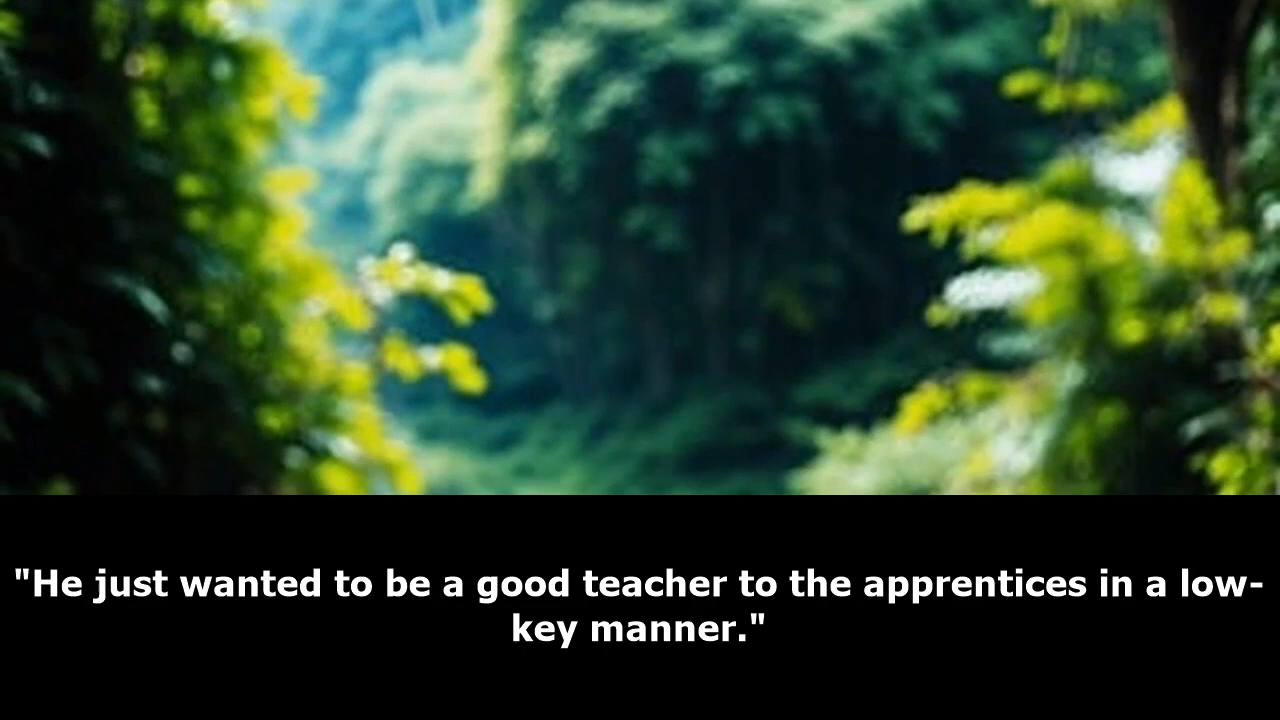 "He just wanted to be a good teacher to the apprentices in a low-
key manner."